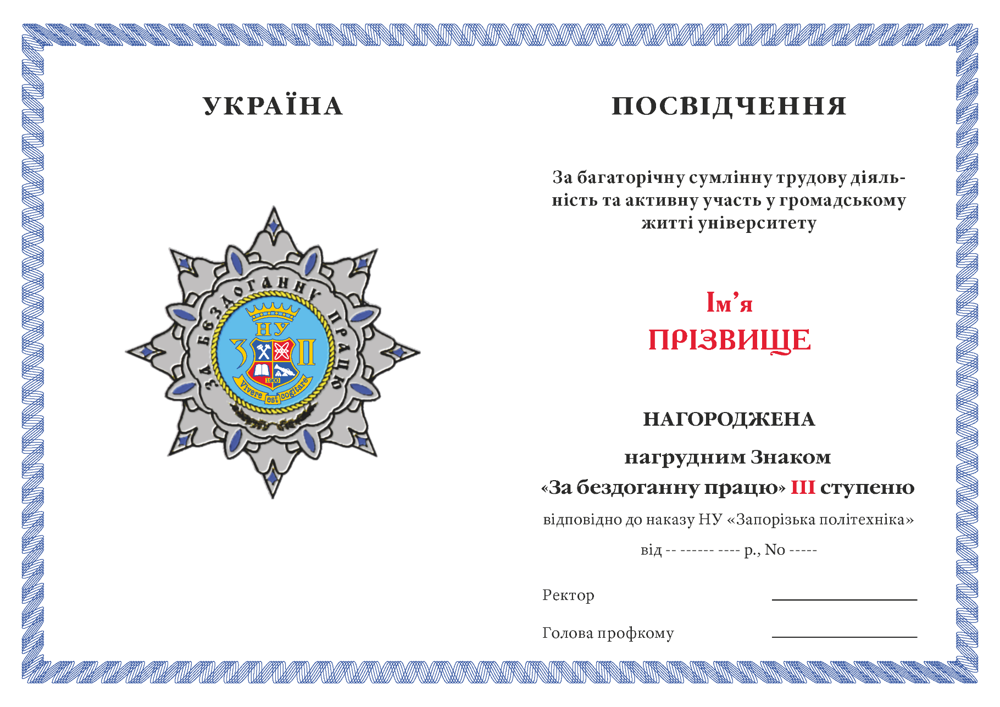 УКРАЇНА
ЗА БЄЗДОГАННУ ПРАЦЮ
НУ
З П
1900
Vivere est cogitare
ПОСВІДЧЕННЯ
За багаторічну сумлінну трудову діяль-
ність та активну участь у громадському
житті університету
Ім’я
ПРІЗВИЩЕ
НАГОРОДЖЕНА
нагрудним Знаком
«За бездоганну працю» III ступеню
відповідно до наказу НУ «Запорізька політехніка»
від -- ------ ---- р., No -----
Ректор
Голова профкому